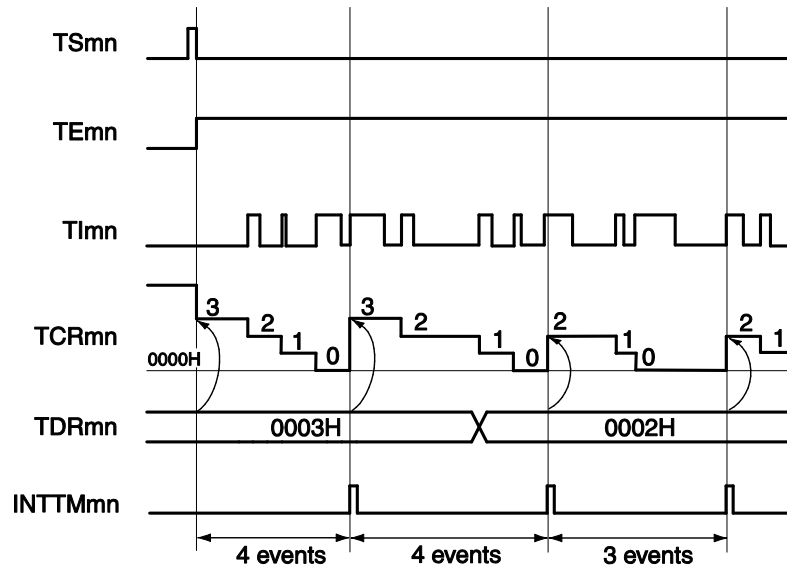 TSmn
TEmn
TImn
TCRmn
3
2
1
0
3
2
1
0
2
1
0
2
1
0000H
TDRmn
0003H
0002H
INTTMmn
4 events
4 events
3 events